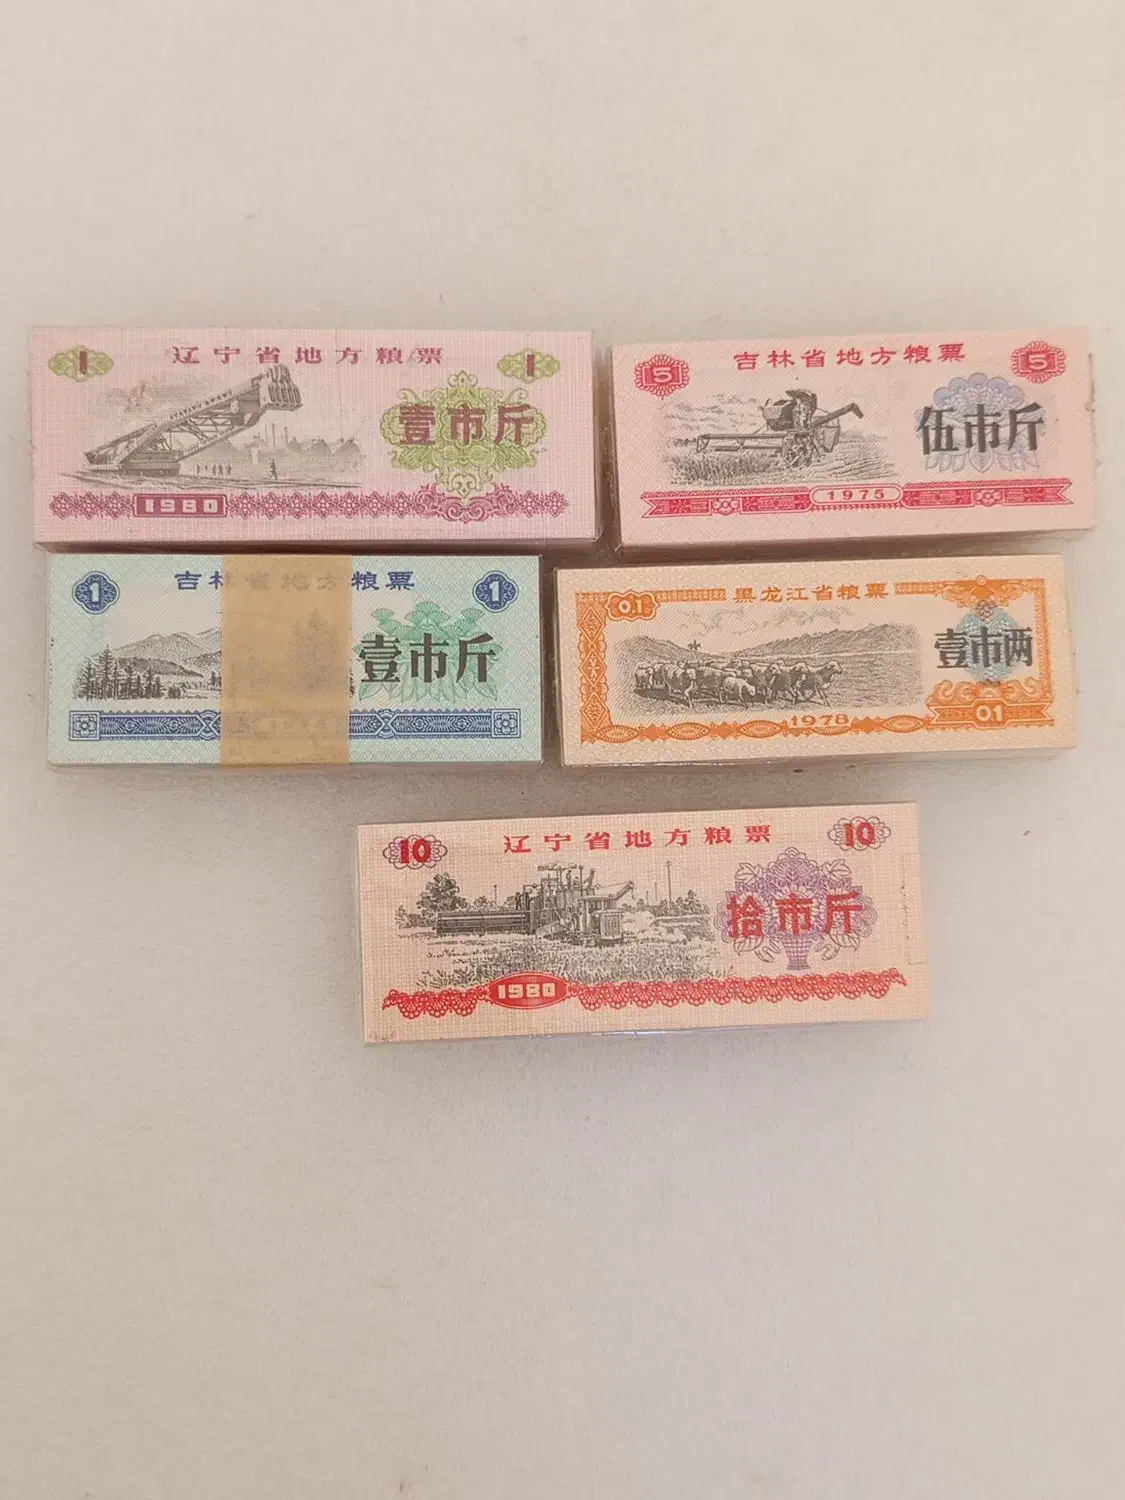 1 辽宁省地方粮票 1
壹市斤
1980
5 吉林省地方粮票 5
伍市斤
1975
1 吉林省地方粮票 1
壹市斤
0.1 黑龙江省粮票
壹市两
1978 0.1
10 辽宁省地方粮票 10
拾市斤
1980